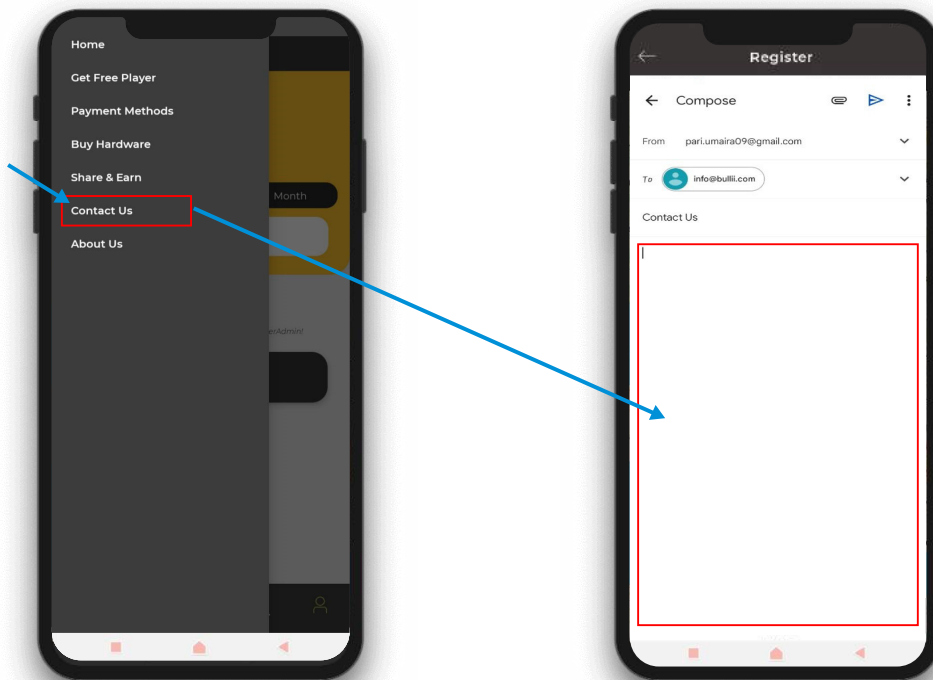 Home
Get Free Player
Payment Methods
Buy Hardware
Share & Earn
Contact Us
About Us
Month
Register
Compose
From pari.umaira09@gmail.com
To info@bullii.com
Contact Us